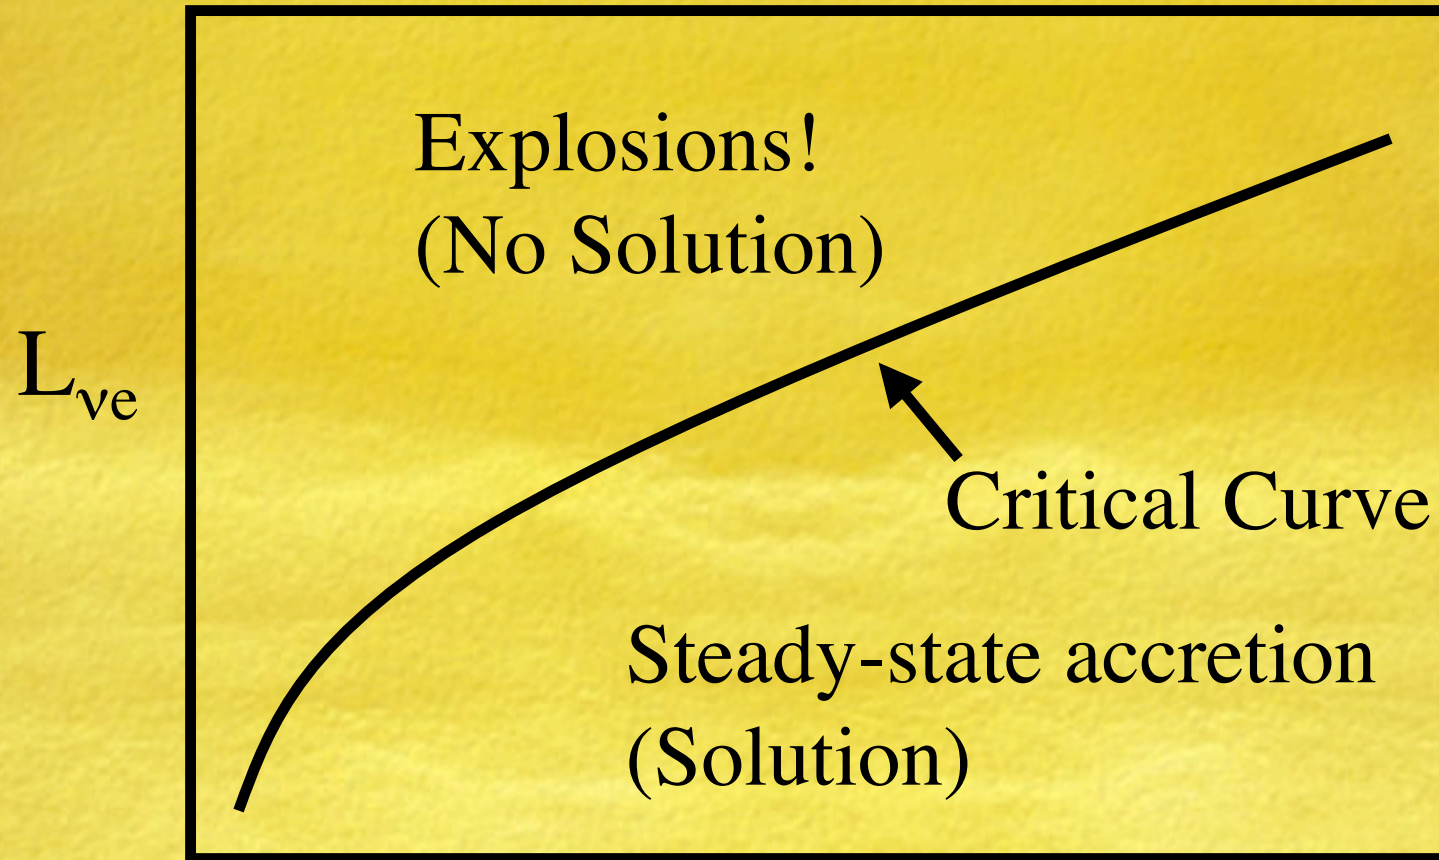 Explosions!
(No Solution)
Lνe
Critical Curve
Steady-state accretion
(Solution)